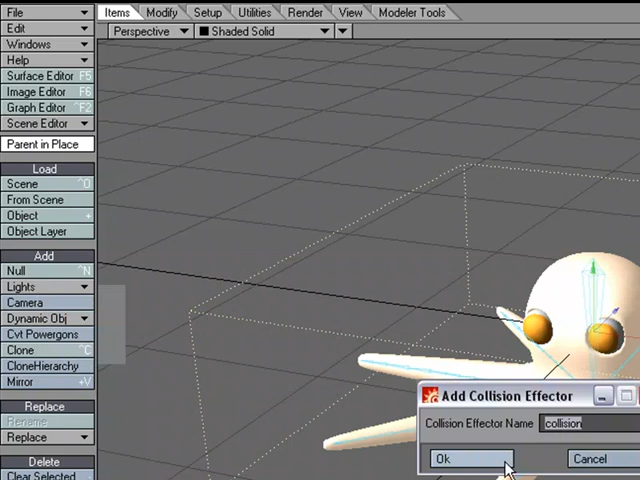 File
Items Modify Setup Utilities Render View Modeler Tools
Edit
Perspective Shaded Solid
Windows
Help
Surface Editor F5
Image Editor F6
Graph Editor ^F2
Scene Editor
Parent in Place
Load
Scene ^O
From Scene
Object +
Object Layer
Add
Null ^N
Lights
Camera
Dynamic Obj
Cvt Powergons
Clone ^C
CloneHierarchy
Mirror +V
Add Collision Effector
Replace
Collision Effector Name collision
Rename
Replace
Ok Cancel
Delete
Clear Selected